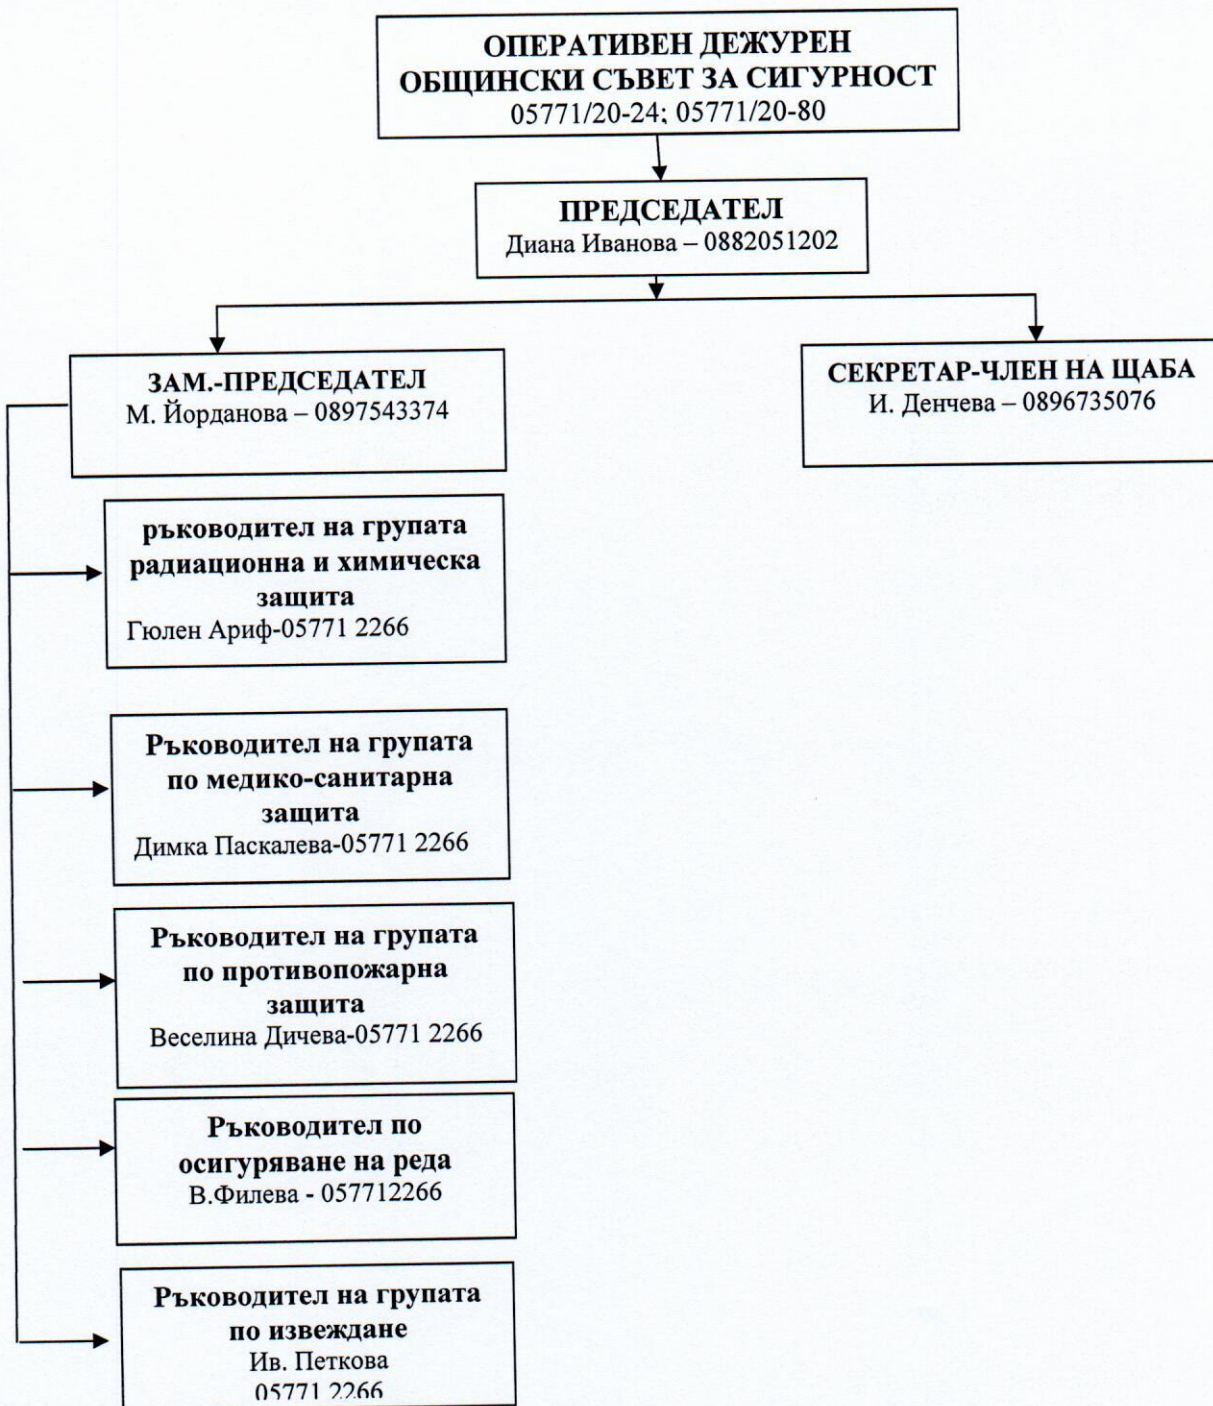 ОПЕРАТИВЕН ДЕЖУРЕН
ОБЩИНСКИ СЪВЕТ ЗА СИГУРНОСТ
05771/20-24; 05771/20-80
ПРЕДСЕДАТЕЛ
Диана Иванова – 0882051202
ЗАМ.-ПРЕДСЕДАТЕЛ
М. Йорданова – 0897543374
СЕКРЕТАР-ЧЛЕН НА ЩАБА
И. Денчева – 0896735076
ръководител на групата
радиационна и химическа
защита
Гюлен Ариф-05771 2266
Ръководител на групата
по медико-санитарна
защита
Димка Паскалева-05771 2266
Ръководител на групата
по противопожарна
защита
Веселина Дичева-05771 2266
Ръководител по
осигуряване на реда
В.Филева - 057712266
Ръководител на групата
по извеждане
Ив. Петкова
05771 2266